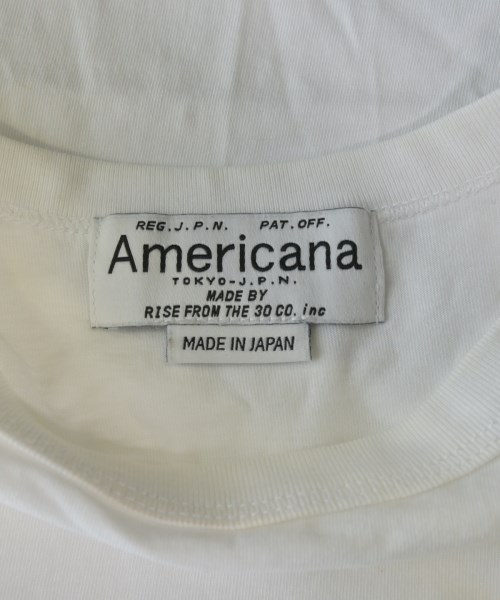 REG.J.P.N. PAT.OFF.
Americana
TOKYO-J.P.N.
MADE BY
RISE FROM THE 30 CO. inc
MADE IN JAPAN